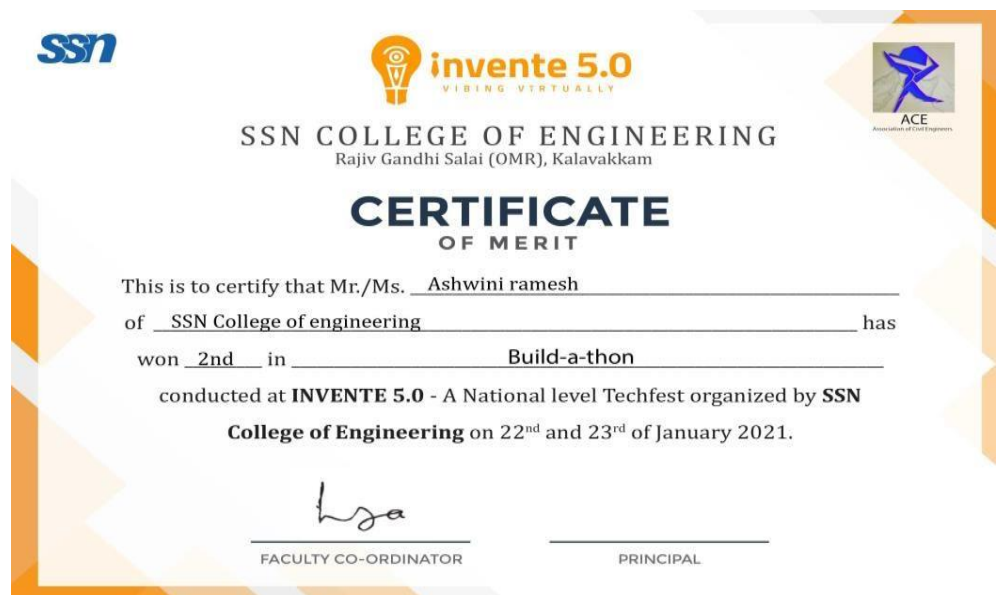 ssn
invente 5.0
VIBING VIRTUALLY
ACE
Association of Civil Engineers
SSN COLLEGE OF ENGINEERING
Rajiv Gandhi Salai (OMR), Kalavakkam
CERTIFICATE
OF MERIT
This is to certify that Mr./Ms. Ashwini ramesh
of SSN College of engineering has
won 2nd in Build-a-thon
conducted at INVENTE 5.0 - A National level Techfest organized by SSN
College of Engineering on 22nd and 23rd of January 2021.
FACULTY CO-ORDINATOR
PRINCIPAL